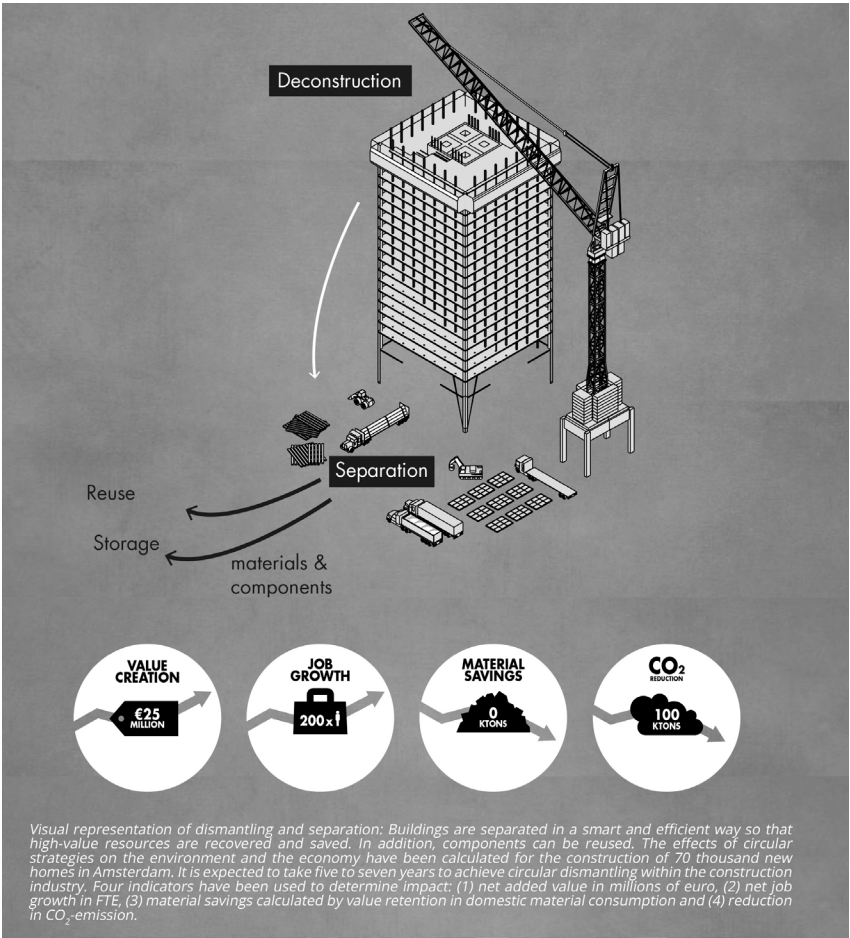 Deconstruction
Separation
Reuse
Storage
materials &
components
VALUE
CREATION
€25
MILLION
JOB
GROWTH
200 x
MATERIAL
SAVINGS
0
KTONS
CO₂
REDUCTION
100
KTONS
Visual representation of dismantling and separation: Buildings are separated in a smart and efficient way so that
high-value resources are recovered and saved. In addition, components can be reused. The effects of circular
strategies on the environment and the economy have been calculated for the construction of 70 thousand new
homes in Amsterdam. It is expected to take five to seven years to achieve circular dismantling within the construction
industry. Four indicators have been used to determine impact: (1) net added value in millions of euro, (2) net job
growth in FTE, (3) material savings calculated by value retention in domestic material consumption and (4) reduction
in CO₂-emission.